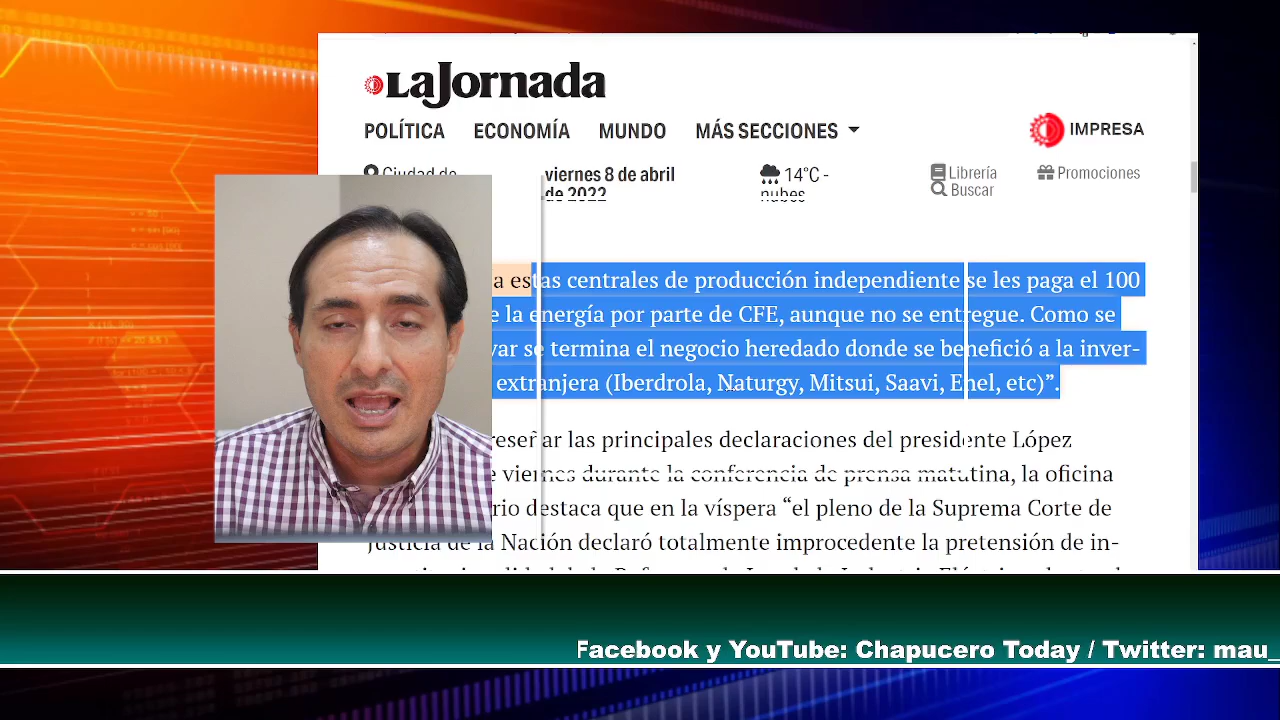 LaJornada
POLÍTICA ECONOMÍA MUNDO MÁS SECCIONES IMPRESA
Ciudad de viernes 8 de abril 14°C - Librería Promociones
de 2022 nubes Buscar
a estas centrales de producción independiente se les paga el 100
la energía por parte de CFE, aunque no se entregue. Como se
se termina el negocio heredado donde se benefició a la inver-
extranjera (Iberdrola, Naturgy, Mitsui, Saavi, Enel, etc)”.
las principales declaraciones del presidente López
viernes durante la conferencia de prensa matutina, la oficina
destaca que en la víspera “el pleno de la Suprema Corte de
Justicia de la Nación declaró totalmente improcedente la pretensión de in-
Facebook y YouTube: Chapucero Today / Twitter: mau_